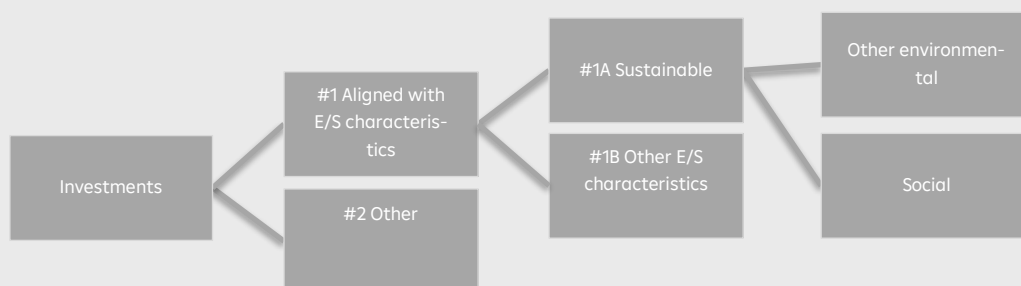 Investments
#1 Aligned with
E/S characteris-
tics
#2 Other
#1A Sustainable
#1B Other E/S
characteristics
Other environmen-
tal
Social